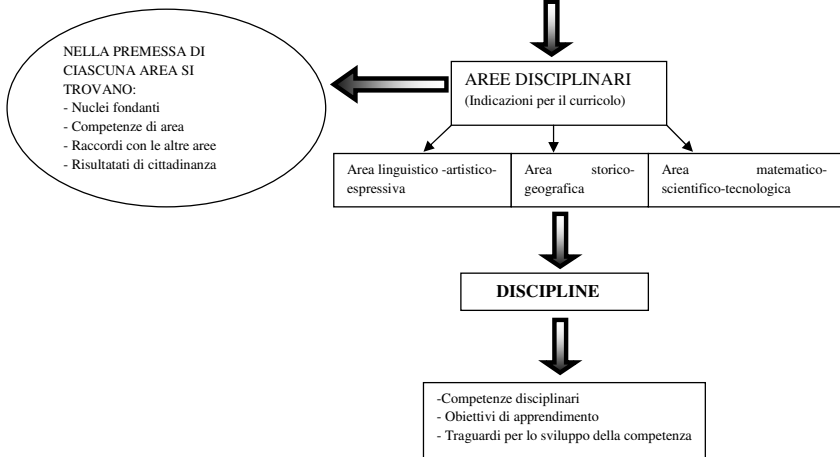 NELLA PREMESSA DI
CIASCUNA AREA SI
TROVANO:
- Nuclei fondanti
- Competenze di area
- Raccordi con le altre aree
- Risultatati di cittadinanza
AREE DISCIPLINARI
(Indicazioni per il curricolo)
Area linguistico -artistico-
espressiva
Area storico-
geografica
Area matematico-
scientifico-tecnologica
DISCIPLINE
-Competenze disciplinari
- Obiettivi di apprendimento
- Traguardi per lo sviluppo della competenza